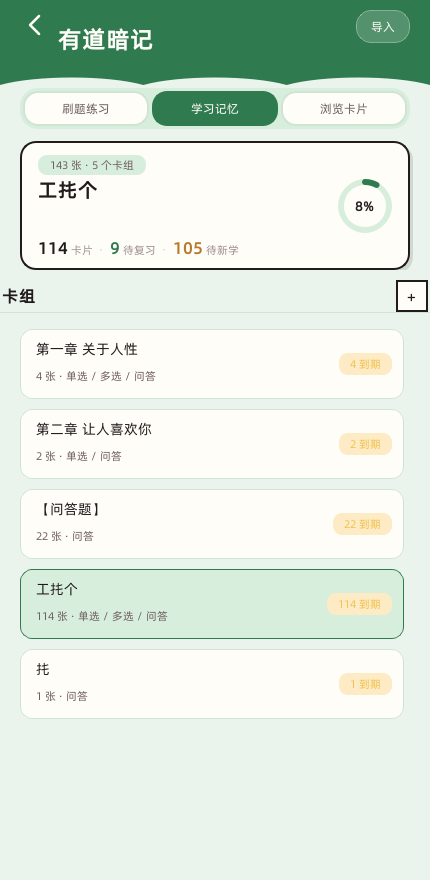 有道暗记
导入
刷题练习
学习记忆
浏览卡片
143 张 · 5 个卡组
工扥个
8%
114 卡片 · 9 待复习 · 105 待新学
卡组
+
第一章 关于人性
4 张 · 单选 / 多选 / 问答
4 到期
第二章 让人喜欢你
2 张 · 单选 / 问答
2 到期
【问答题】
22 张 · 问答
22 到期
工扥个
114 张 · 单选 / 多选 / 问答
114 到期
扥
1 张 · 问答
1 到期